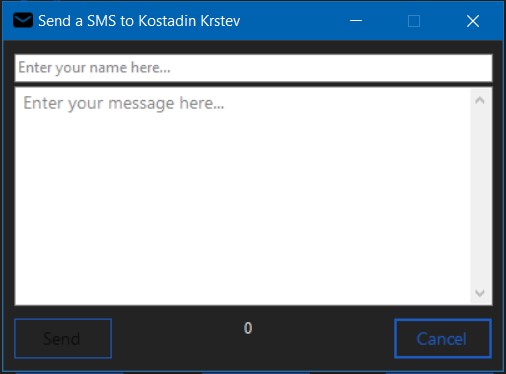 Send a SMS to Kostadin Krstev
Enter your name here...
Enter your message here...
Send
0
Cancel